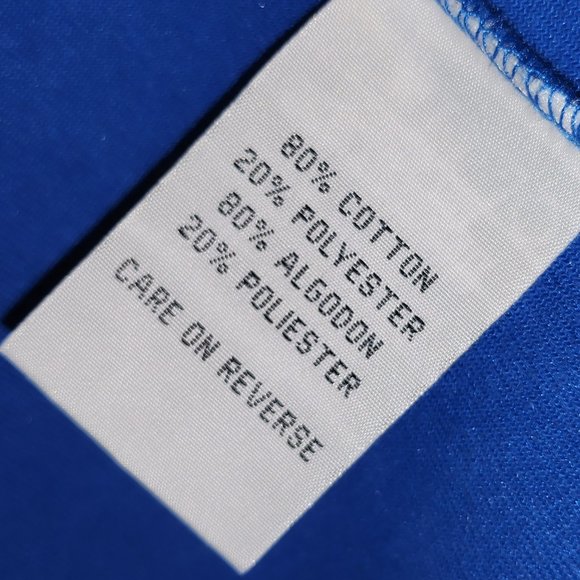 80% COTTON
20% POLYESTER
80% ALGODON
20% POLIESTER
CARE ON REVERSE